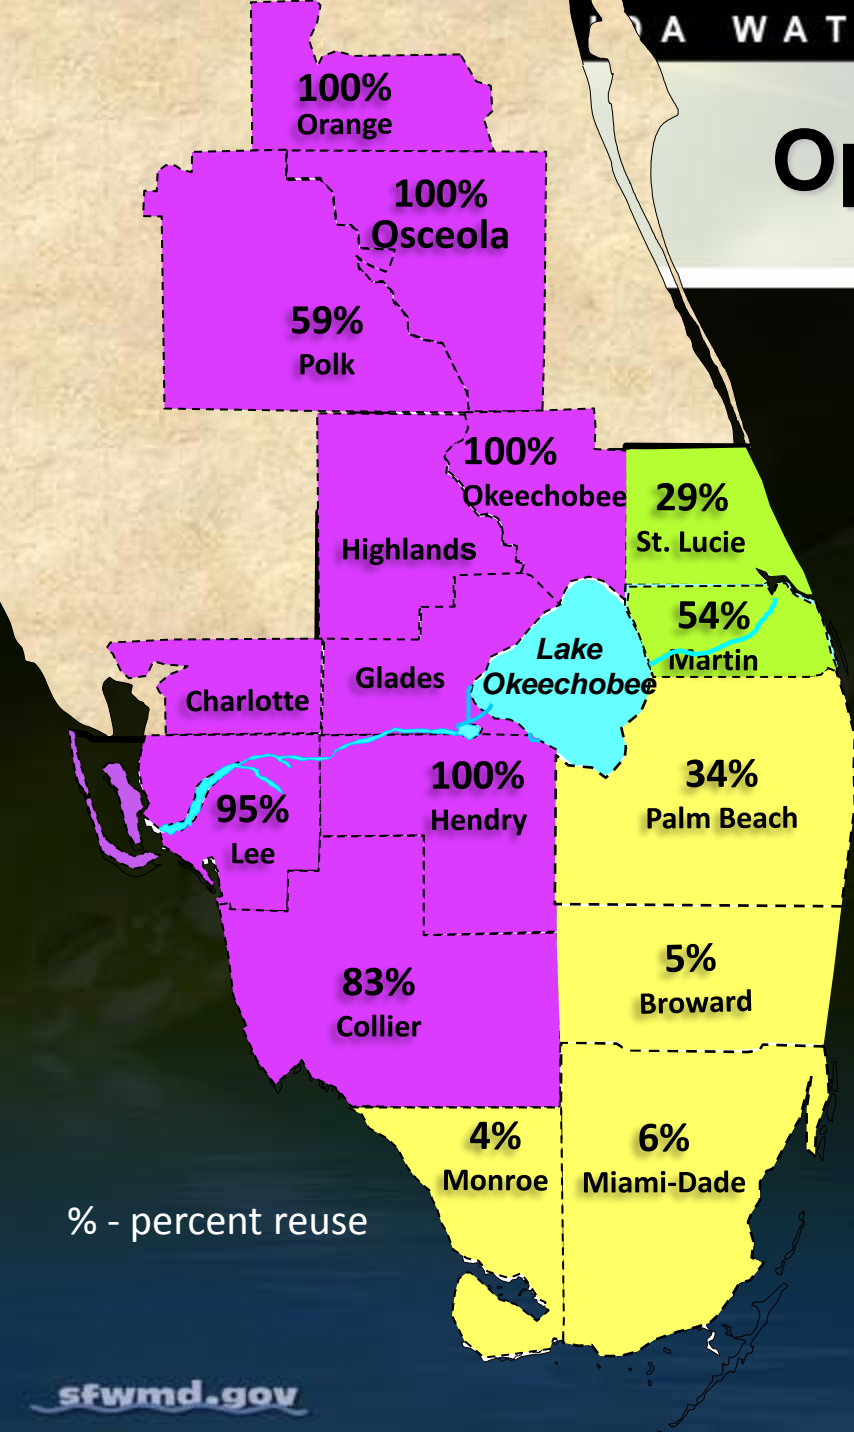 DA WAT
Op
100%
Orange
100%
Osceola
59%
Polk
100%
Okeechobee
29%
St. Lucie
Highlands
54%
Martin
Lake
Okeechobee
Glades
Charlotte
100%
Hendry
34%
Palm Beach
95%
Lee
5%
Broward
83%
Collier
4%
Monroe
6%
Miami-Dade
% - percent reuse
sfwmd.gov